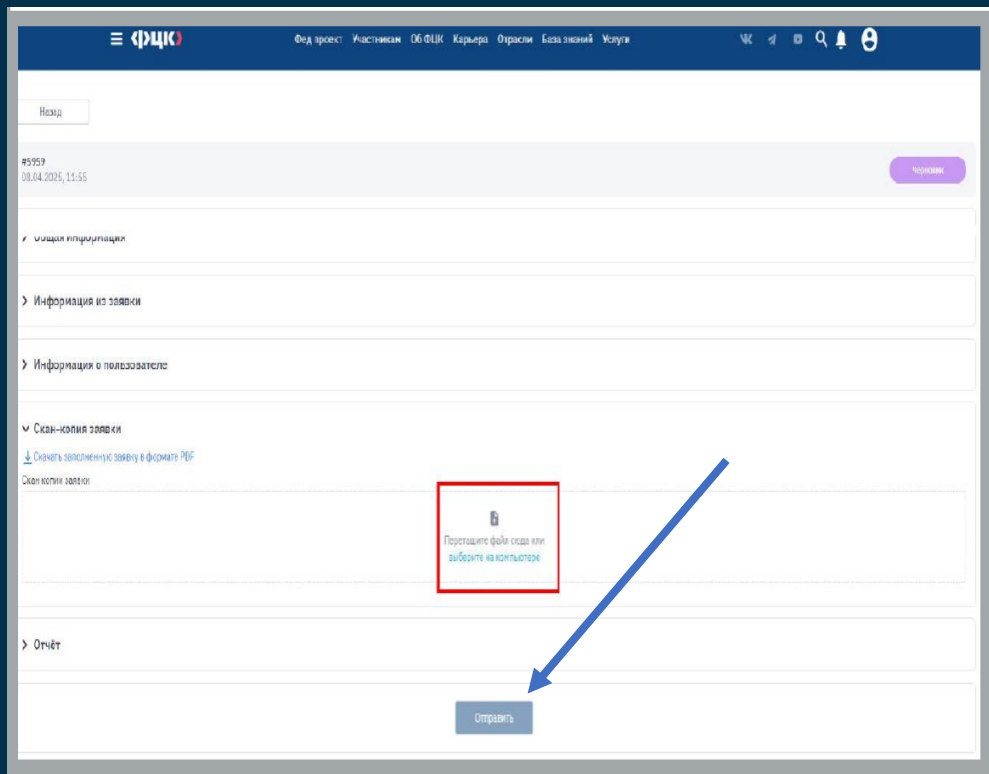 ☰ ‹ФЦК›
Фед проект Участникам Об ФЦК Карьера Отрасли База знаний Услуги
Назад
#5959
08.04.2025, 11:55
Черновик
Общая информация
Информация из заявки
Информация о пользователе
Скан-копия заявки
Скачать заполненную заявку в формате PDF
Скан копии заявки
Перетащите файл сюда или
выберите на компьютере
Отчёт
Отправить